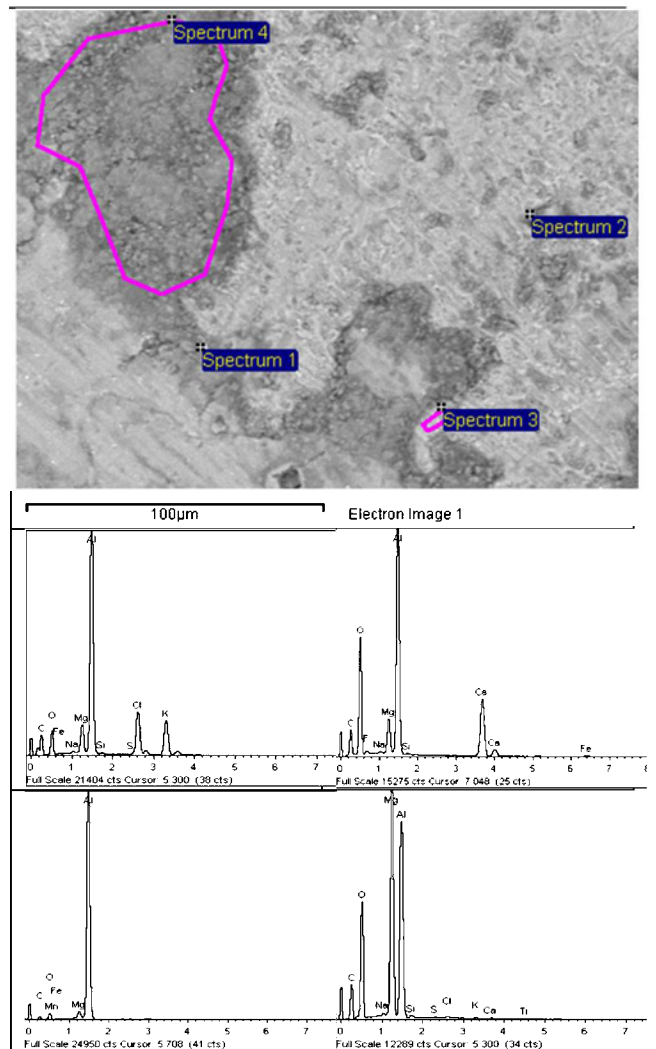 Spectrum 4
Spectrum 2
Spectrum 1
Spectrum 3
100µm Electron Image 1
Al
C O Fe Na Mg Si S Cl K
0 1 2 3 4 5 6 7
Full Scale 21404 cts Cursor: 5.300 (38 cts)
Al
C O F Na Mg Si Ca Ca Fe
0 1 2 3 4 5 6 7
Full Scale 15275 cts Cursor: 7.048 (25 cts)
Al
C O Fe Mn Mg
0 1 2 3 4 5 6 7
Full Scale 24950 cts Cursor: 5.708 (41 cts)
Mg Al
C O Na Si S Cl K Ca Ti
0 1 2 3 4 5 6 7
Full Scale 12289 cts Cursor: 5.300 (34 cts)